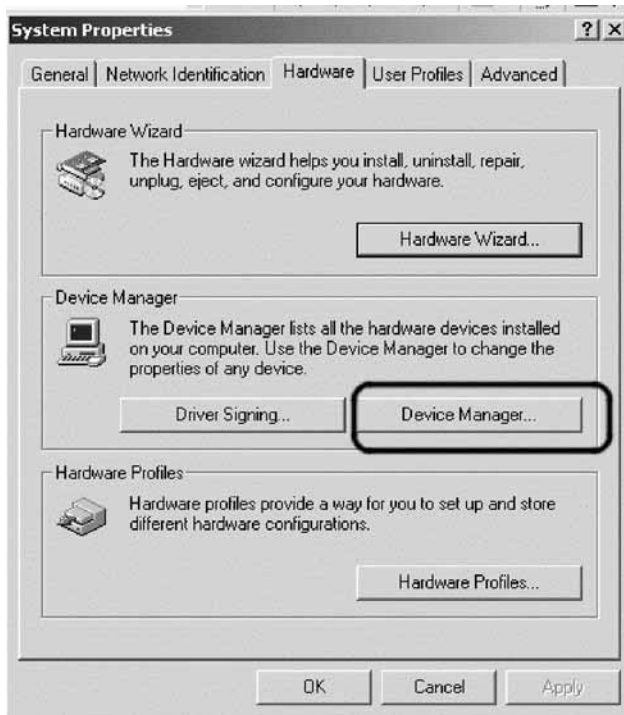 System Properties
General
Network Identification
Hardware
User Profiles
Advanced
Hardware Wizard
The Hardware wizard helps you install, uninstall, repair,
unplug, eject, and configure your hardware.
Hardware Wizard...
Device Manager
The Device Manager lists all the hardware devices installed
on your computer. Use the Device Manager to change the
properties of any device.
Driver Signing...
Device Manager...
Hardware Profiles
Hardware profiles provide a way for you to set up and store
different hardware configurations.
Hardware Profiles...
OK
Cancel
Apply